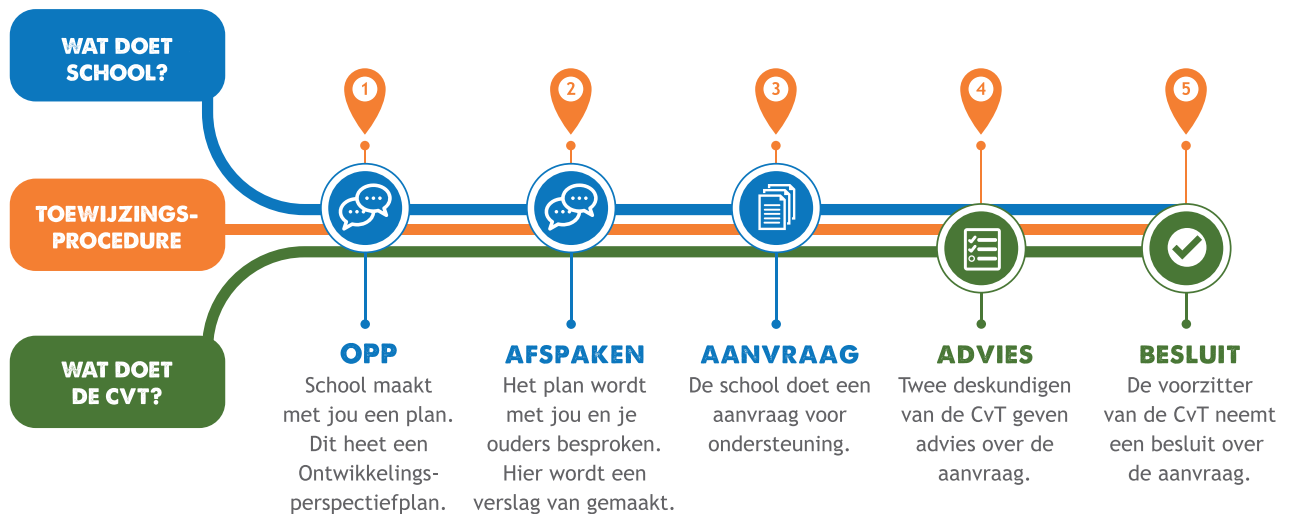 WAT DOET
SCHOOL?
TOEWIJZINGS-
PROCEDURE
WAT DOET
DE CVT?
1
2
3
4
5
OPP
School maakt
met jou een plan.
Dit heet een
Ontwikkelings-
perspectiefplan.
AFSPAKEN
Het plan wordt
met jou en je
ouders besproken.
Hier wordt een
verslag van gemaakt.
AANVRAAG
De school doet een
aanvraag voor
ondersteuning.
ADVIES
Twee deskundigen
van de CvT geven
advies over de
aanvraag.
BESLUIT
De voorzitter
van de CvT neemt
een besluit over
de aanvraag.